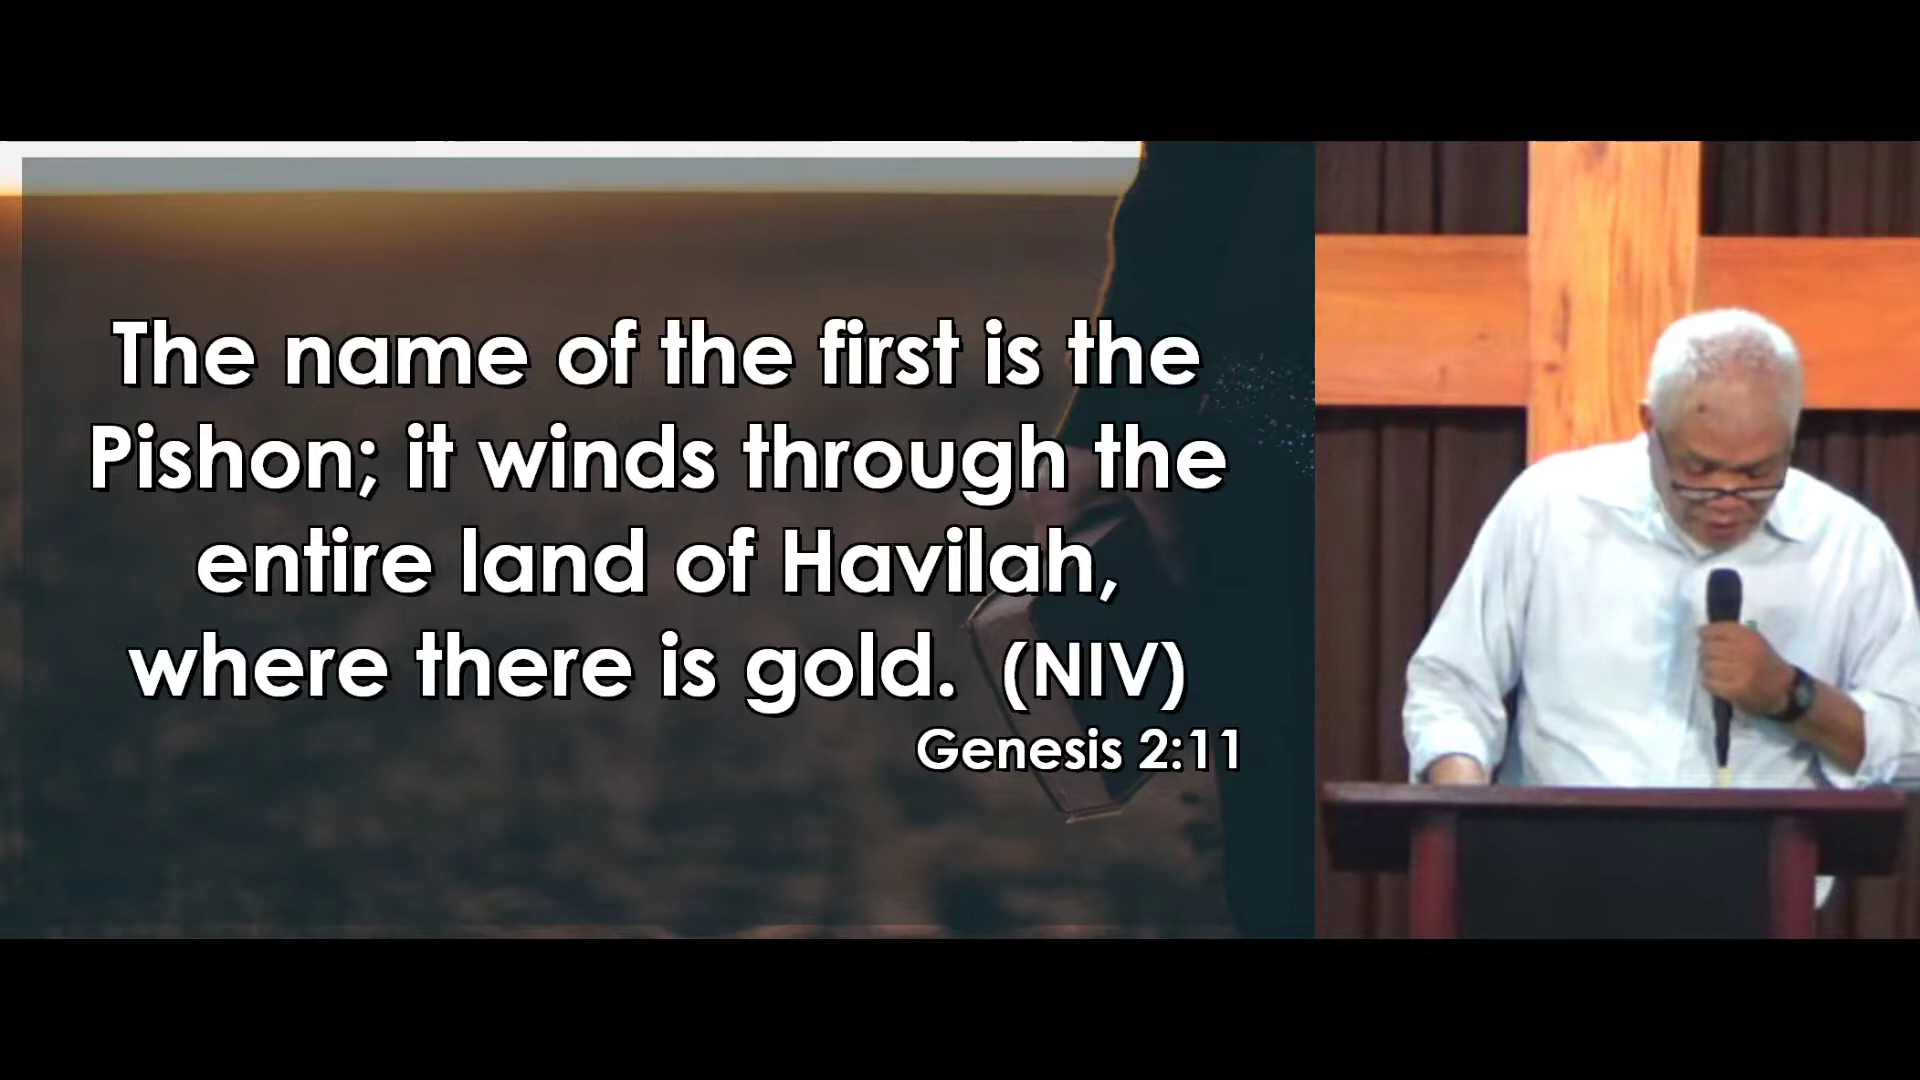 The name of the first is the
Pishon; it winds through the
entire land of Havilah,
where there is gold. (NIV)
Genesis 2:11